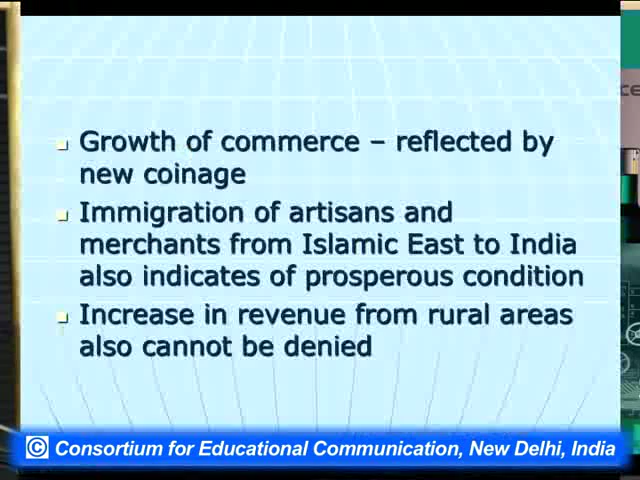 Growth of commerce – reflected by
new coinage
Immigration of artisans and
merchants from Islamic East to India
also indicates of prosperous condition
Increase in revenue from rural areas
also cannot be denied
© Consortium for Educational Communication, New Delhi, India